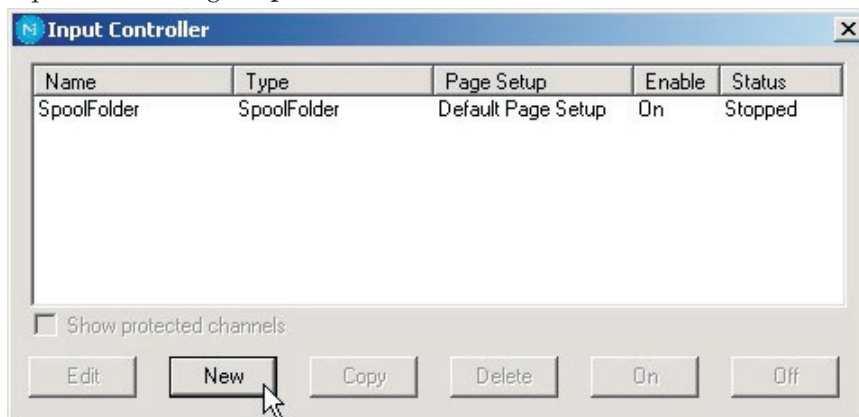 Input Controller
Name Type Page Setup Enable Status
SpoolFolder SpoolFolder Default Page Setup On Stopped
Show protected channels
Edit New Copy Delete On Off